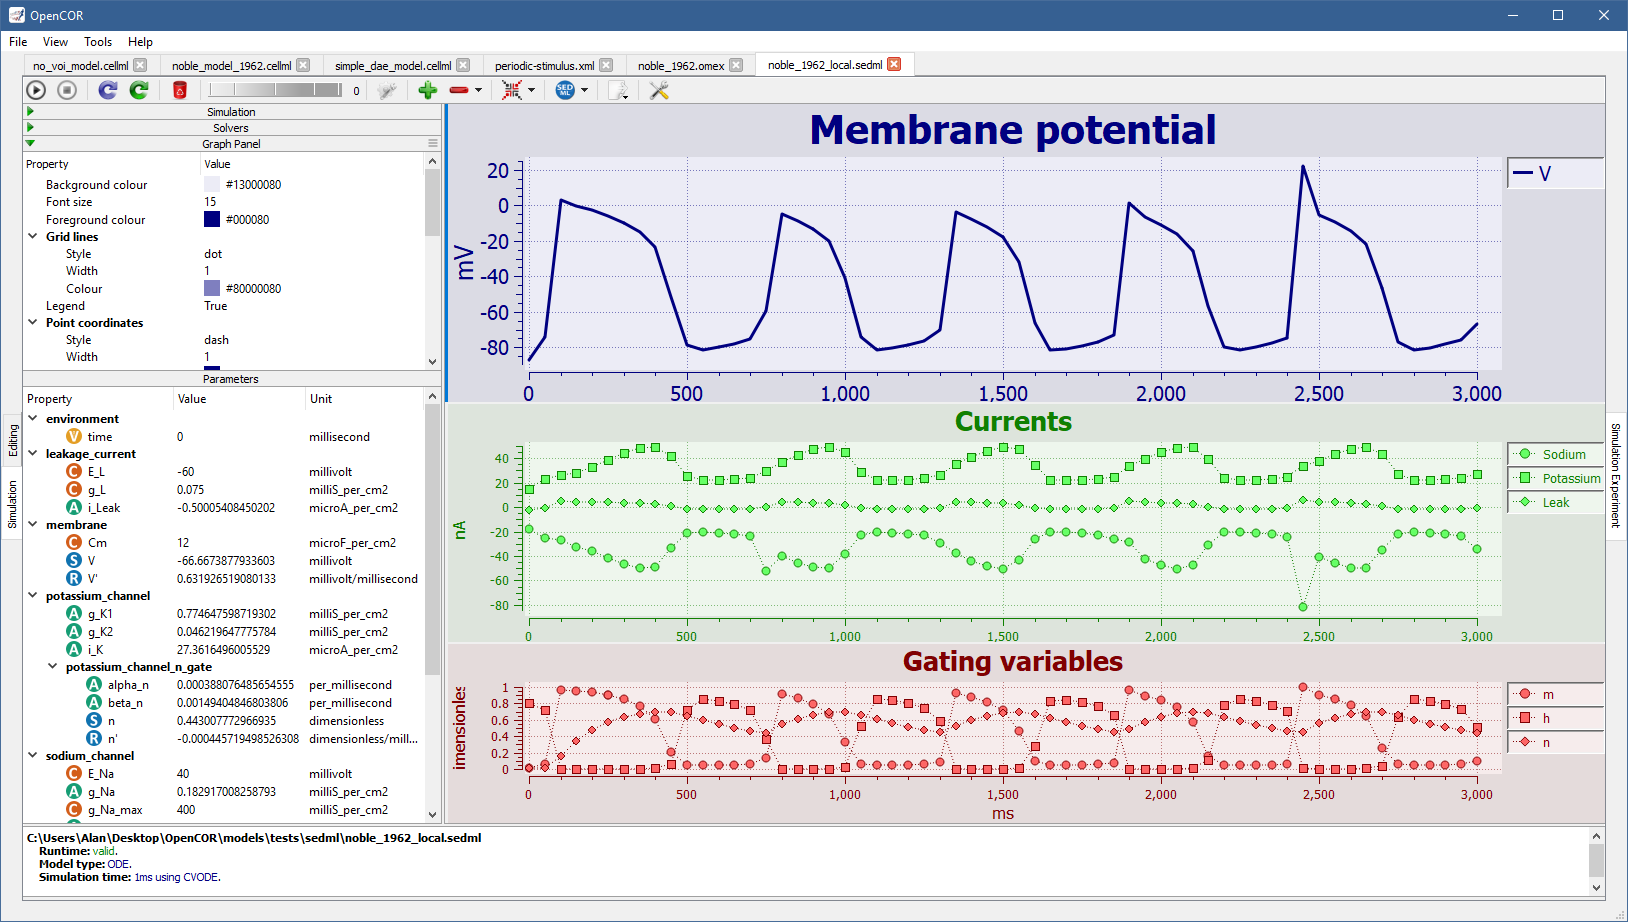 OpenCOR
File View Tools Help
no_voi_model.cellml noble_model_1962.cellml simple_dae_model.cellml periodic-stimulus.xml noble_1962.omex noble_1962_local.sedml
0
SED ML
Simulation
Solvers
Graph Panel
Property Value
Background colour #13000080
Font size 15
Foreground colour #000080
Grid lines
Style dot
Width 1
Colour #80000080
Legend True
Point coordinates
Style dash
Width 1
Parameters
Property Value Unit
environment
V time 0 millisecond
leakage_current
C E_L -60 millivolt
C g_L 0.075 milliS_per_cm2
A i_Leak -0.50005408450202 microA_per_cm2
membrane
C Cm 12 microF_per_cm2
S V -66.6673877933603 millivolt
R V' 0.631926519080133 millivolt/millisecond
potassium_channel
A g_K1 0.774647598719302 milliS_per_cm2
A g_K2 0.046219647775784 milliS_per_cm2
A i_K 27.3616496005529 microA_per_cm2
potassium_channel_n_gate
A alpha_n 0.000388076485654555 per_millisecond
A beta_n 0.00149404846803806 per_millisecond
S n 0.443007772966935 dimensionless
R n' -0.000445719498526308 dimensionless/mill...
sodium_channel
C E_Na 40 millivolt
A g_Na 0.182917008258793 milliS_per_cm2
C g_Na_max 400 milliS_per_cm2
Editing
Simulation
Membrane potential
mV
20
0
-20
-40
-60
-80
0 500 1,000 1,500 2,000 2,500 3,000
V
Currents
nA
40
20
0
-20
-40
-60
-80
0 500 1,000 1,500 2,000 2,500 3,000
Sodium
Potassium
Leak
Gating variables
imensionles
1
0.8
0.6
0.4
0.2
0
0 500 1,000 1,500 2,000 2,500 3,000
ms
m
h
n
Simulation Experiment
C:\Users\Alan\Desktop\OpenCOR\models\tests\sedml\noble_1962_local.sedml
Runtime: valid.
Model type: ODE.
Simulation time: 1ms using CVODE.